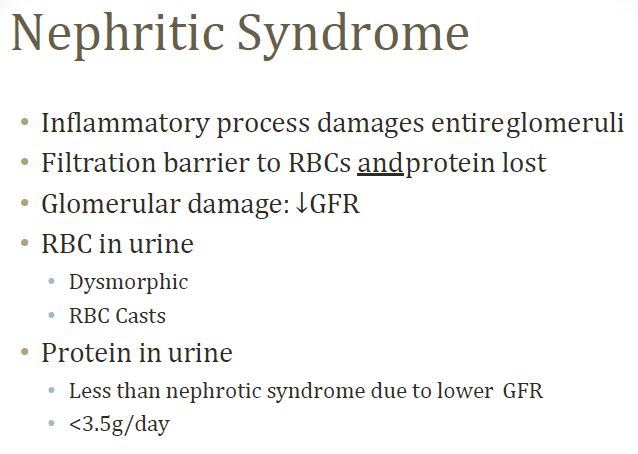 Nephritic Syndrome
• Inflammatory process damages entireglomeruli
• Filtration barrier to RBCs andprotein lost
• Glomerular damage: ↓GFR
• RBC in urine
• Dysmorphic
• RBC Casts
• Protein in urine
• Less than nephrotic syndrome due to lower GFR
• <3.5g/day